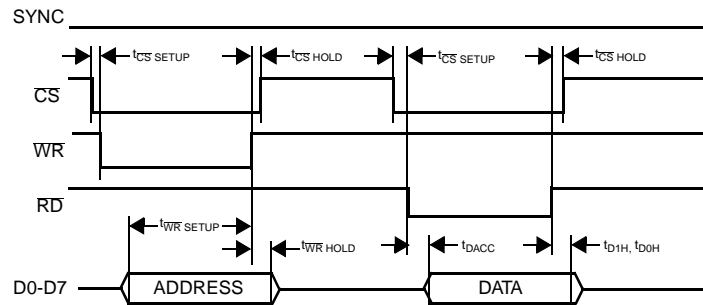 SYNC
tCS SETUP tCS HOLD tCS SETUP tCS HOLD
CS
WR
RD
tWR SETUP
tWR HOLD tDACC tD1H, tD0H
D0-D7 ADDRESS DATA